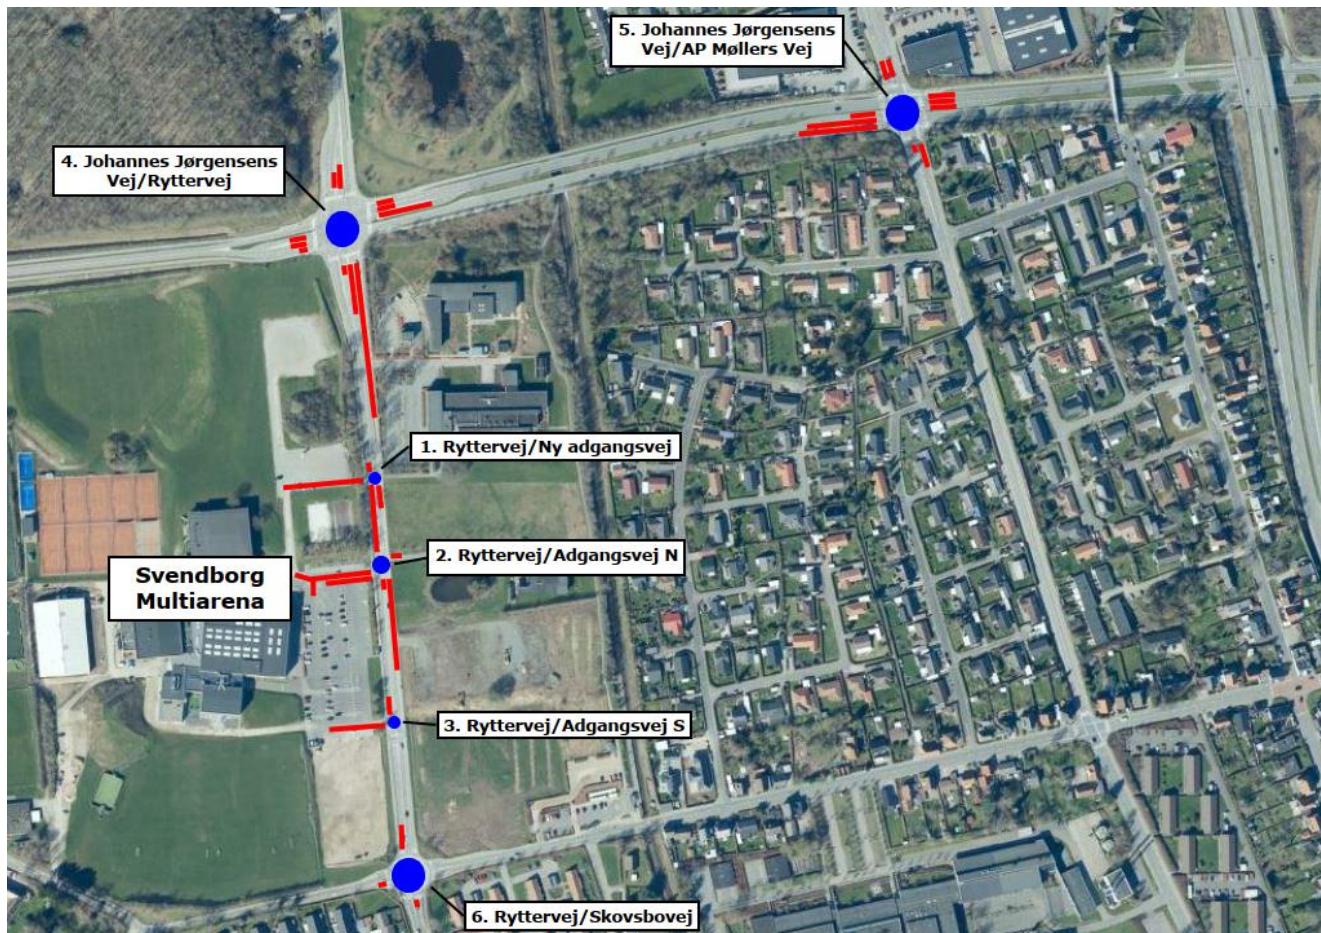 5. Johannes Jørgensens
Vej/AP Møllers Vej
4. Johannes Jørgensens
Vej/Ryttervej
1. Ryttervej/Ny adgangsvej
2. Ryttervej/Adgangsvej N
Svendborg
Multiarena
3. Ryttervej/Adgangsvej S
6. Ryttervej/Skovsbovej